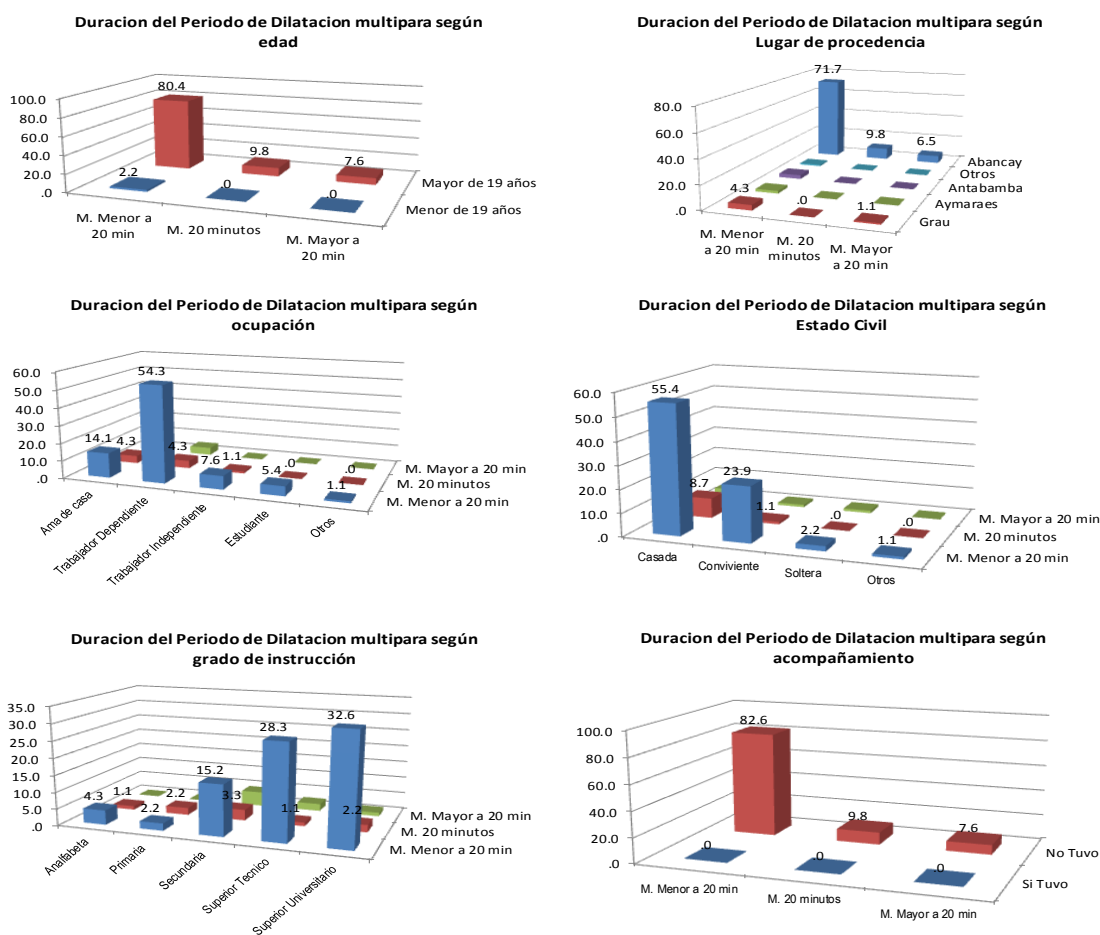 Duracion del Periodo de Dilatacion multipara según
edad
80.4
100.0
80.0
60.0
40.0
20.0
.0
9.8
7.6
2.2
.0
.0
Mayor de 19 años
Menor de 19 años
M. Menor a
20 min
M. 20 minutos
M. Mayor a
20 min
Duracion del Periodo de Dilatacion multipara según
Lugar de procedencia
71.7
80.0
60.0
40.0
20.0
.0
9.8
6.5
4.3
.0
1.1
Abancay
Otros
Antabamba
Aymaraes
Grau
M. Menor
a 20 min
M. 20
minutos
M. Mayor
a 20 min
Duracion del Periodo de Dilatacion multipara según
ocupación
60.0
50.0
40.0
30.0
20.0
10.0
.0
54.3
14.1
4.3
4.3
7.6
1.1
5.4
.0
1.1
.0
M. Mayor a 20 min
M. 20 minutos
M. Menor a 20 min
Ama de casa
Trabajador Dependiente
Trabajador Independiente
Estudiante
Otros
Duracion del Periodo de Dilatacion multipara según
Estado Civil
60.0
50.0
40.0
30.0
20.0
10.0
.0
55.4
8.7
23.9
1.1
2.2
.0
1.1
.0
M. Mayor a 20 min
M. 20 minutos
M. Menor a 20 min
Casada
Conviviente
Soltera
Otros
Duracion del Periodo de Dilatacion multipara según
grado de instrucción
35.0
30.0
25.0
20.0
15.0
10.0
5.0
.0
4.3
1.1
2.2
2.2
15.2
3.3
28.3
1.1
32.6
2.2
M. Mayor a 20 min
M. 20 minutos
M. Menor a 20 min
Analfabeta
Primaria
Secundaria
Superior Tecnico
Superior Universitario
Duracion del Periodo de Dilatacion multipara según
acompañamiento
100.0
80.0
60.0
40.0
20.0
.0
82.6
9.8
7.6
.0
.0
.0
No Tuvo
Si Tuvo
M. Menor a 20 min
M. 20 minutos
M. Mayor a 20 min